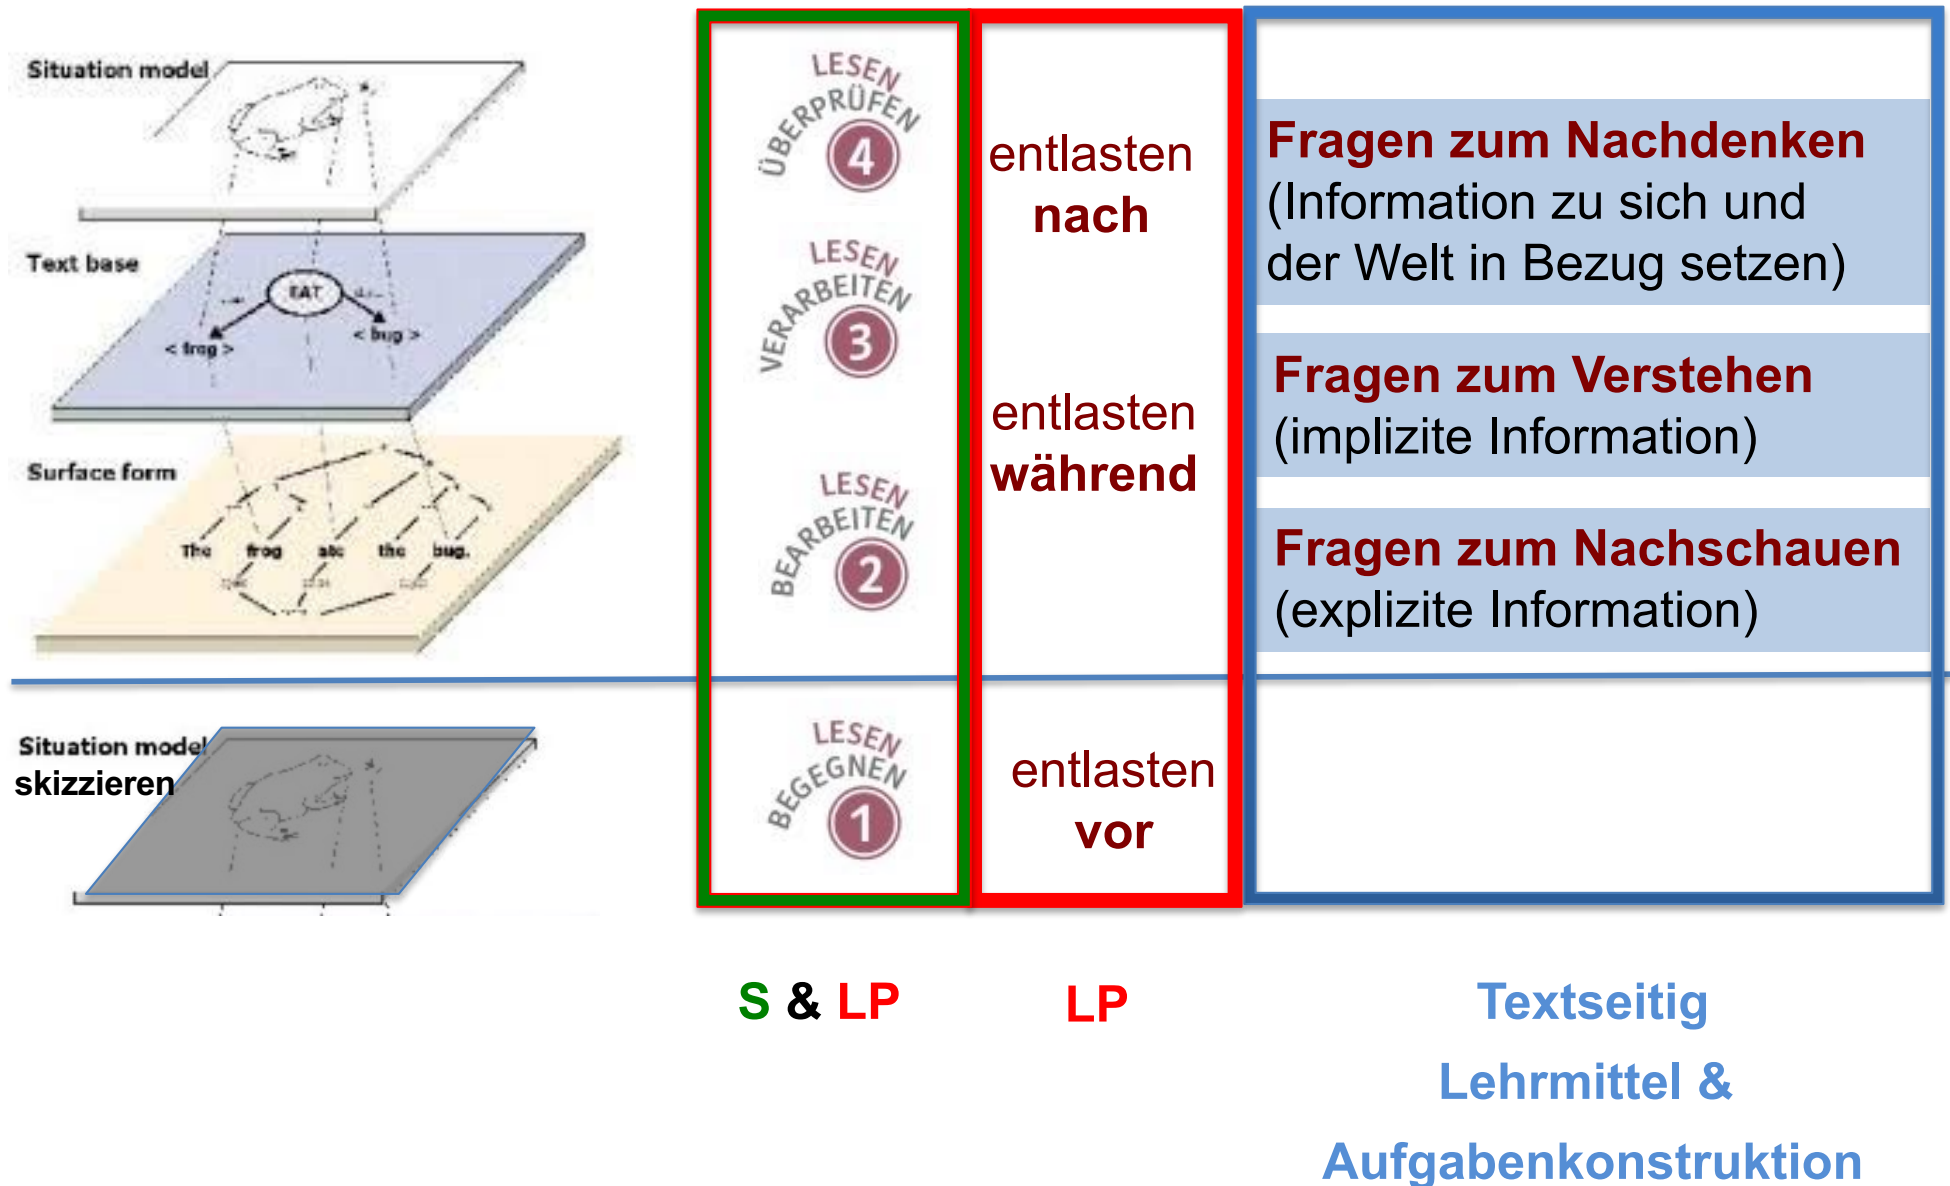 Situation model
Text base
EAT
< frog >
< bug >
Surface form
The frog ate the bug.
Situation model
skizzieren
LESEN
ÜBERPRÜFEN
4
LESEN
VERARBEITEN
3
LESEN
BEARBEITEN
2
LESEN
BEGEGNEN
1
entlasten
nach
entlasten
während
entlasten
vor
Fragen zum Nachdenken
(Information zu sich und
der Welt in Bezug setzen)
Fragen zum Verstehen
(implizite Information)
Fragen zum Nachschauen
(explizite Information)
S & LP
LP
Textseitig
Lehrmittel &
Aufgabenkonstruktion